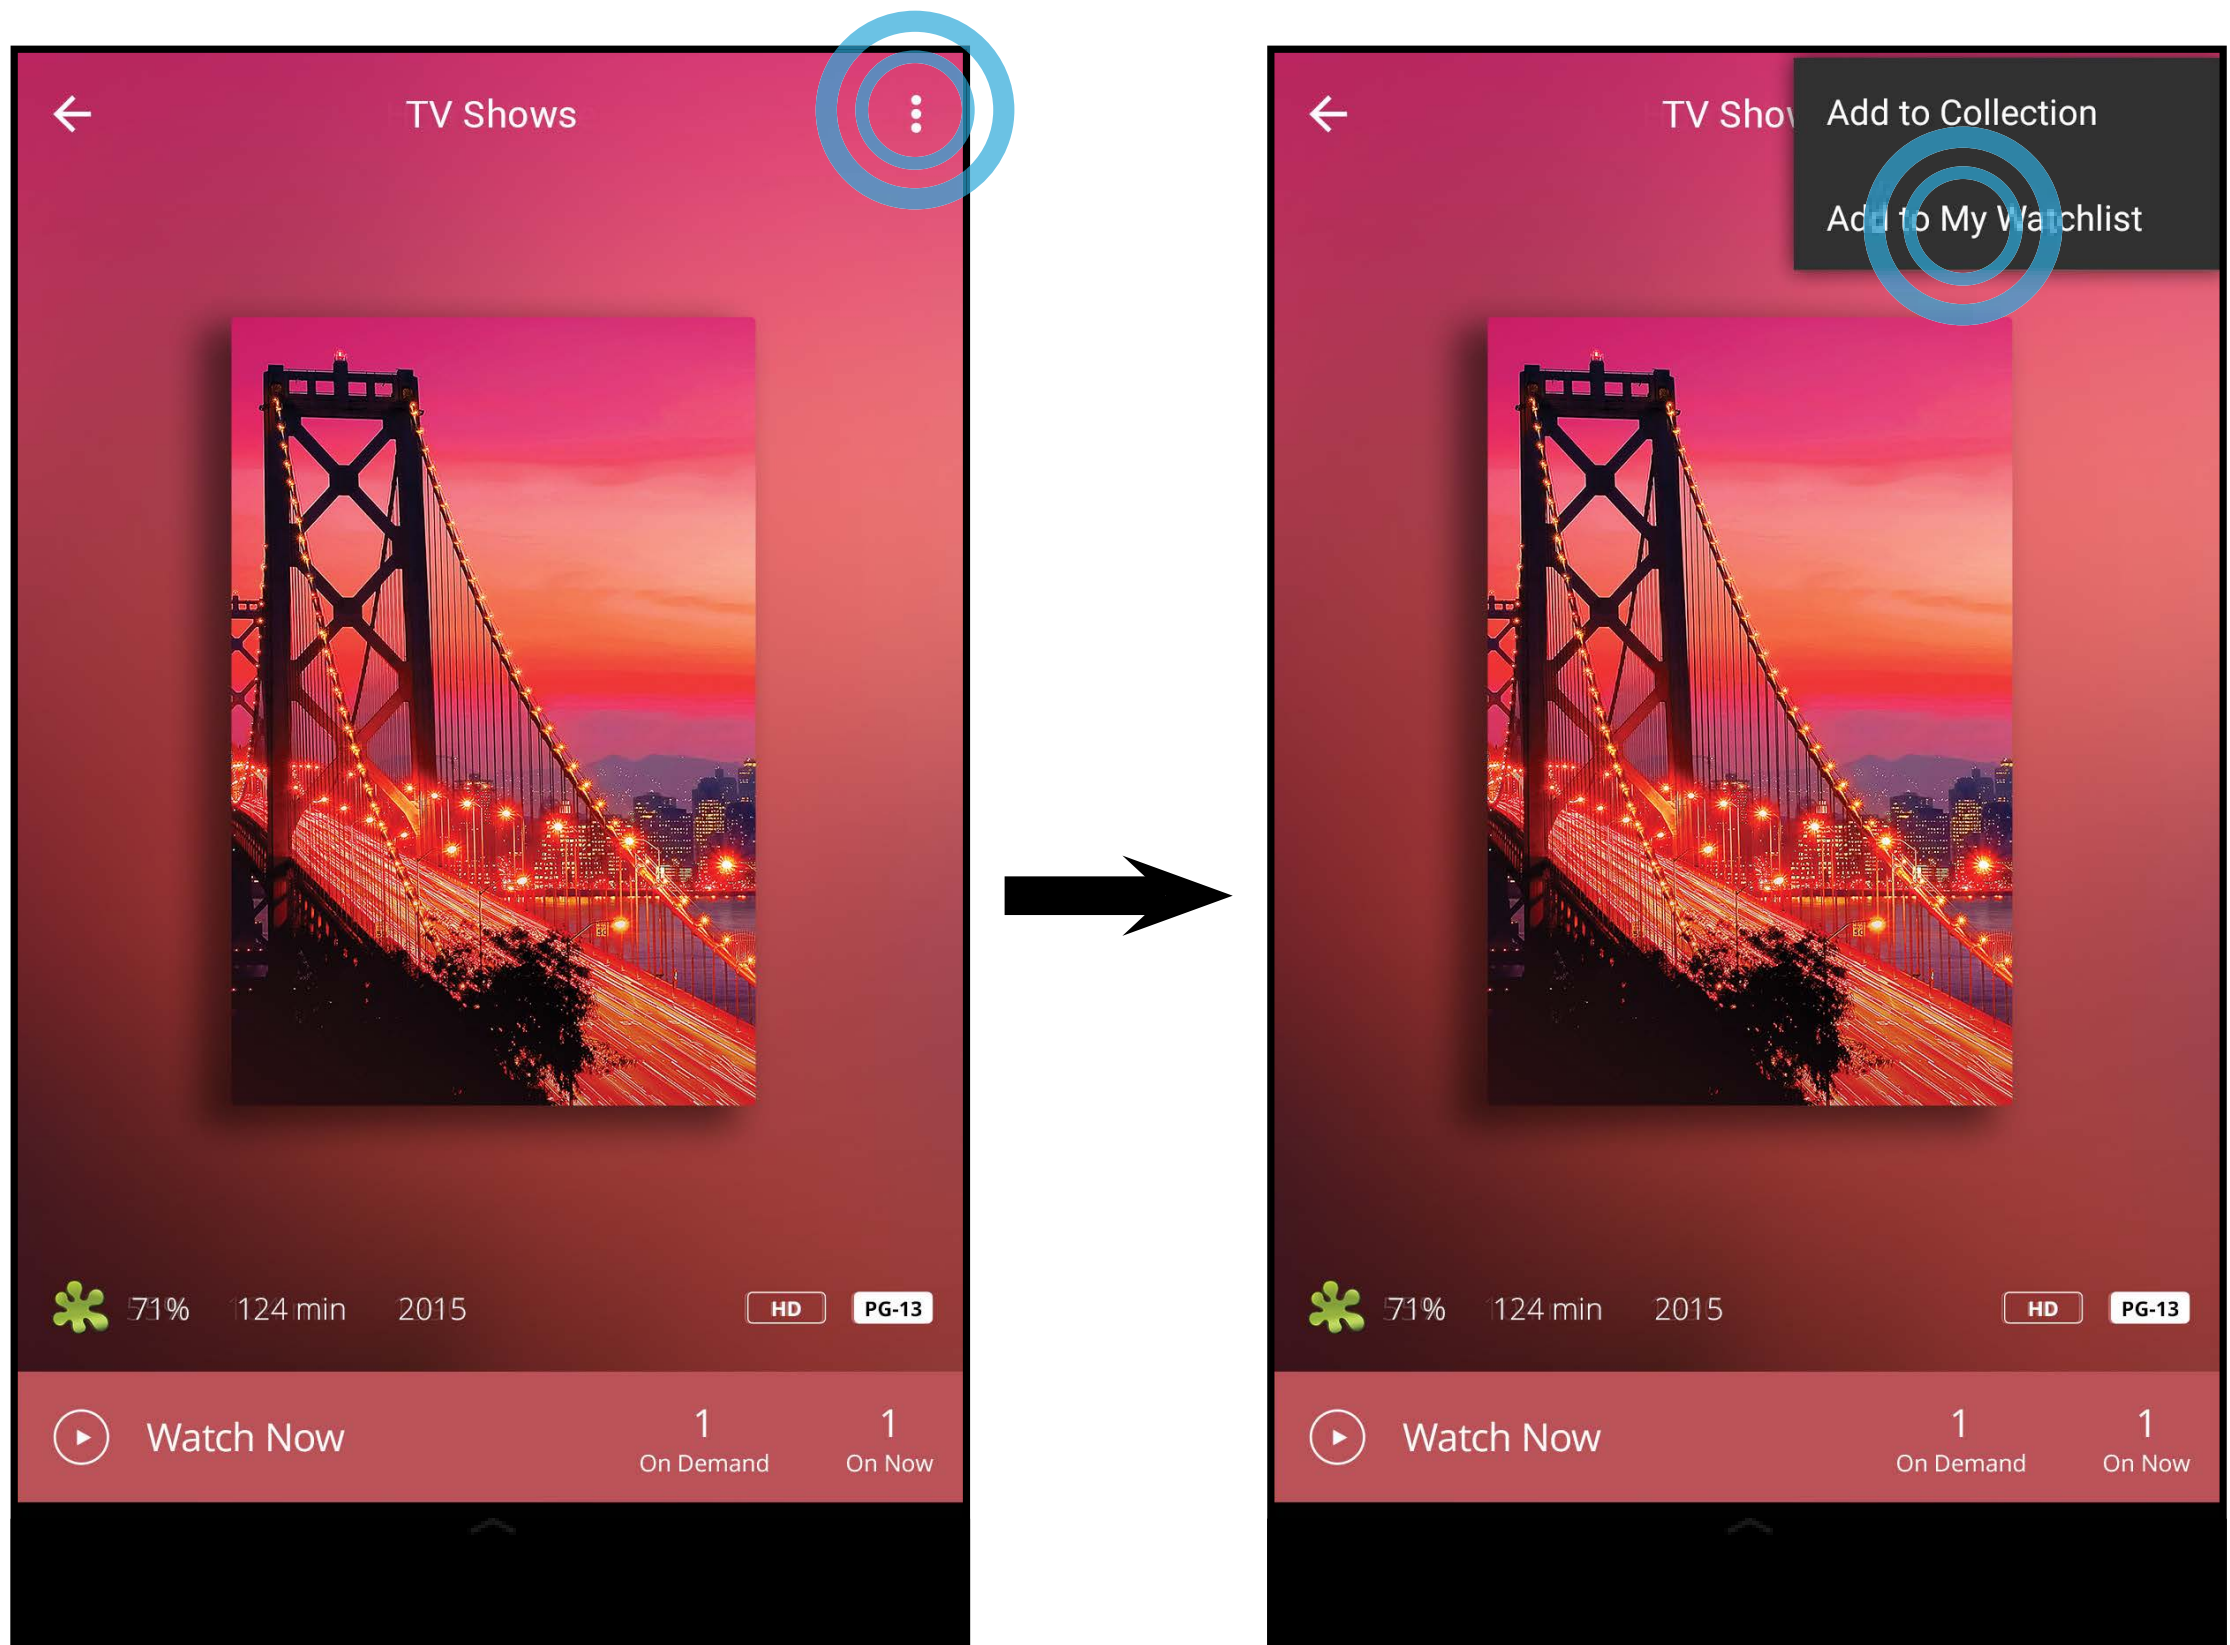 TV Shows
71% 124 min 2015 HD PG-13
Watch Now
1
On Demand
1
On Now
TV Show
Add to Collection
Add to My Watchlist
71% 124 min 2015 HD PG-13
Watch Now
1
On Demand
1
On Now